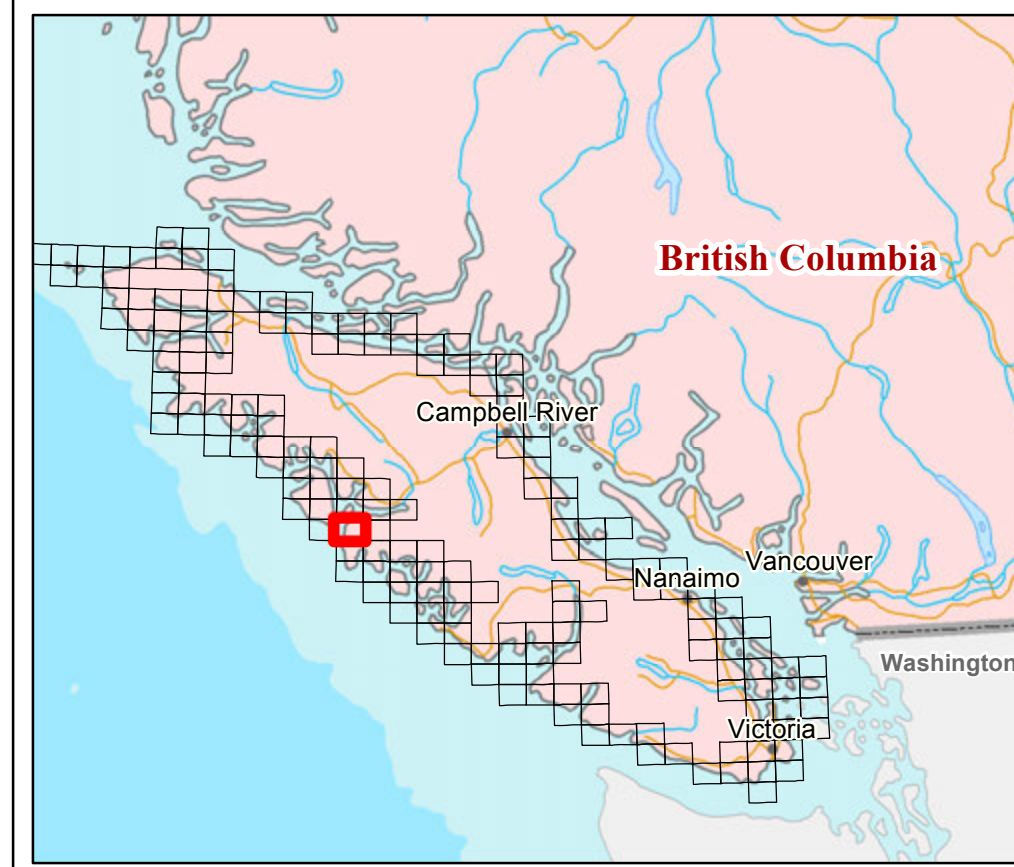 British Columbia
Campbell River
Vancouver
Nanaimo
Washington
Victoria